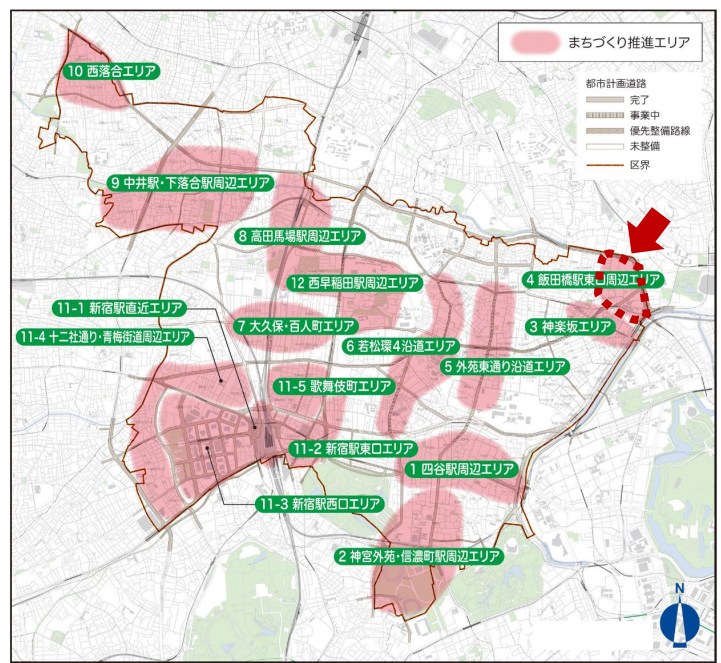 まちづくり推進エリア
都市計画道路
完了
事業中
優先整備路線
未整備
区界
10 西落合エリア
9 中井駅・下落合駅周辺エリア
8 高田馬場駅周辺エリア
4 飯田橋駅東口周辺エリア
12 西早稲田駅周辺エリア
11-1 新宿駅直近エリア
7 大久保・百人町エリア
3 神楽坂エリア
11-4 十二社通り・青梅街道周辺エリア
6 若松環4沿道エリア
5 外苑東通り沿道エリア
11-5 歌舞伎町エリア
11-2 新宿駅東口エリア
1 四谷駅周辺エリア
11-3 新宿駅西口エリア
2 神宮外苑・信濃町駅周辺エリア
N